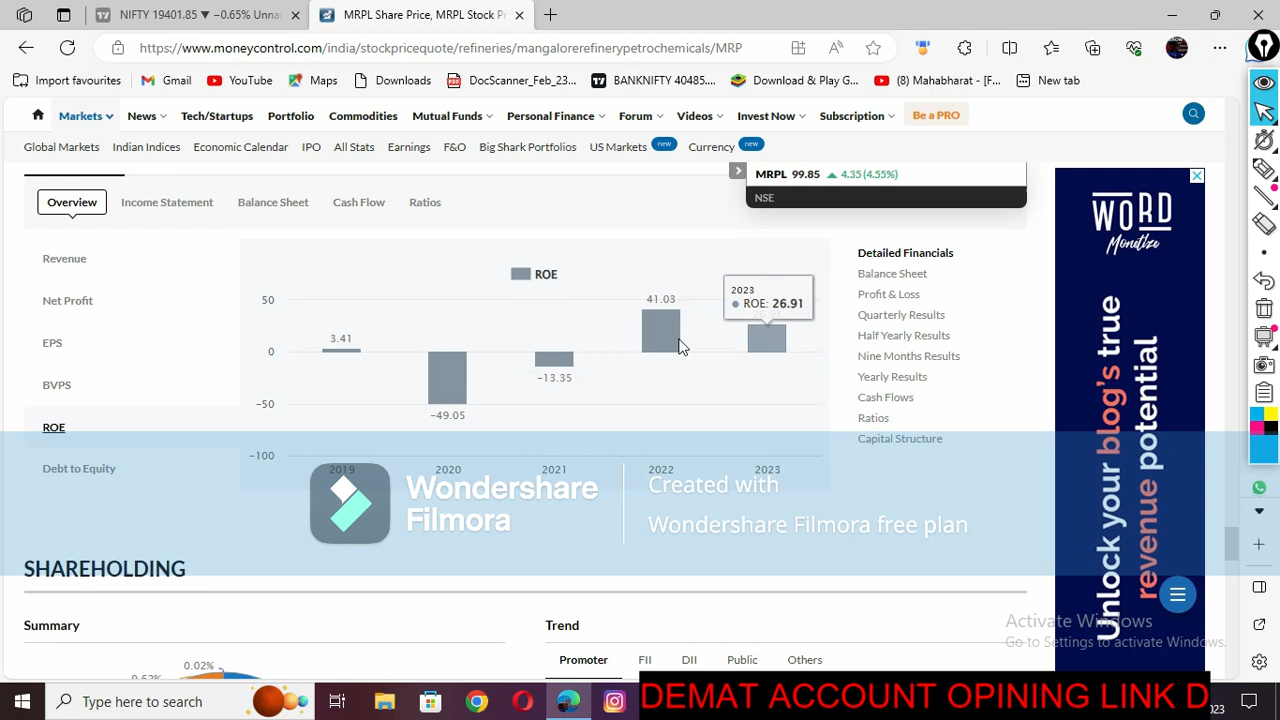 NIFTY 19401.85 ▼ −0.65% Unnar
MRPL Share Price, MRPL Stock Pr
https://www.moneycontrol.com/india/stockpricequote/refineries/mangalorerefinerypetrochemicals/MRP
Import favourites
Gmail
YouTube
Maps
Downloads
DocScanner_Feb-23-...
BANKNIFTY 40485....
Download & Play G...
(8) Mahabharat - [F...
New tab
Markets
News
Tech/Startups
Portfolio
Commodities
Mutual Funds
Personal Finance
Forum
Videos
Invest Now
Subscription
Be a PRO
Global Markets
Indian Indices
Economic Calendar
IPO
All Stats
Earnings
F&O
Big Shark Portfolios
US Markets
new
Currency
new
MRPL 99.85 ▲ 4.35 (4.55%)
NSE
Overview
Income Statement
Balance Sheet
Cash Flow
Ratios
Revenue
Net Profit
EPS
BVPS
ROE
Debt to Equity
ROE
50
0
−50
−100
3.41
−49.05
−13.35
41.03
2023
ROE: 26.91
2019
2020
2021
2022
2023
Detailed Financials
Balance Sheet
Profit & Loss
Quarterly Results
Half Yearly Results
Nine Months Results
Yearly Results
Cash Flows
Ratios
Capital Structure
WORD
Monetize
Unlock your blog's true
revenue potential
Wondershare
Filmora
Created with
Wondershare Filmora free plan
SHAREHOLDING
Summary
0.02%
Trend
Promoter
FII
DII
Public
Others
Activate Windows
Go to Settings to activate Windows.
Type here to search
DEMAT ACCOUNT OPINING LINK D